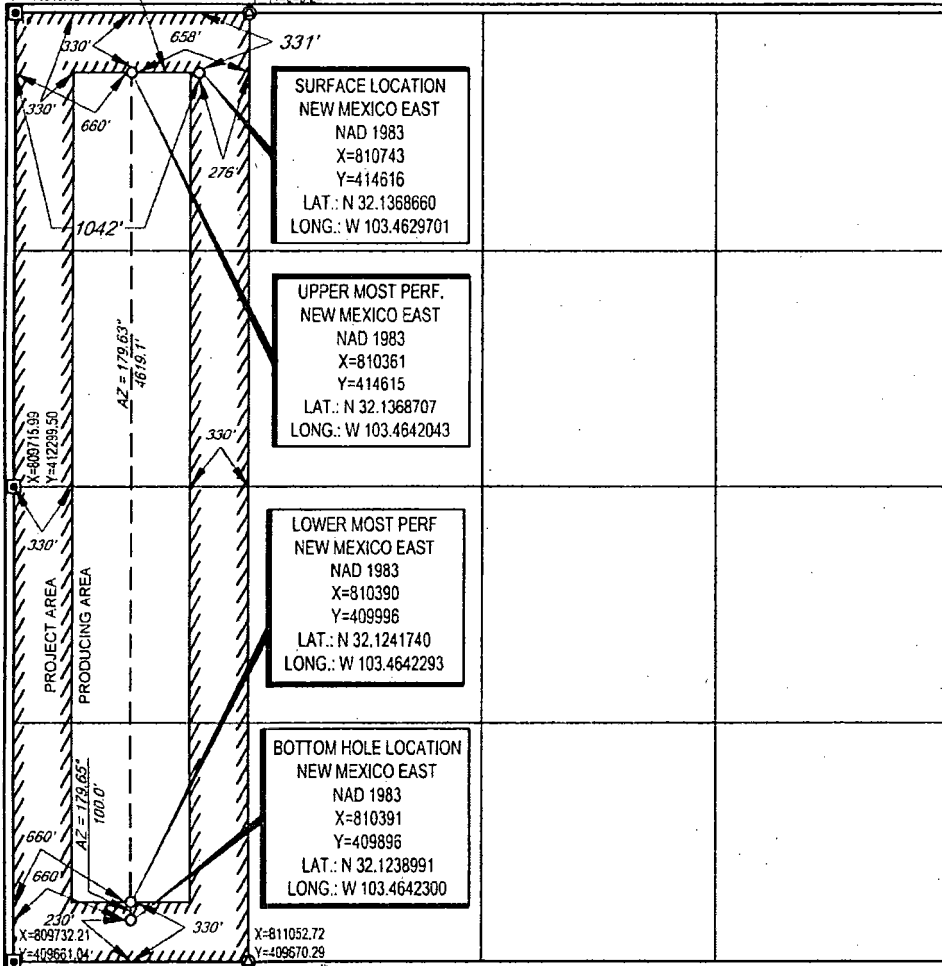 330'
658'
331'
330'
660'
276'
1042'
SURFACE LOCATION
NEW MEXICO EAST
NAD 1983
X=810743
Y=414616
LAT.: N 32.1368660
LONG.: W 103.4629701
UPPER MOST PERF.
NEW MEXICO EAST
NAD 1983
X=810361
Y=414615
LAT.: N 32.1368707
LONG.: W 103.4642043
AZ = 179.63°
4619.1'
X=809715.99
Y=412299.50
330'
330'
LOWER MOST PERF
NEW MEXICO EAST
NAD 1983
X=810390
Y=409996
LAT.: N 32.1241740
LONG.: W 103.4642293
PROJECT AREA
PRODUCING AREA
BOTTOM HOLE LOCATION
NEW MEXICO EAST
NAD 1983
X=810391
Y=409896
LAT.: N 32.1238991
LONG.: W 103.4642300
AZ = 179.65°
100.0'
660'
660'
230'
330'
X=809732.21
Y=409661.04
X=811052.72
Y=409670.29